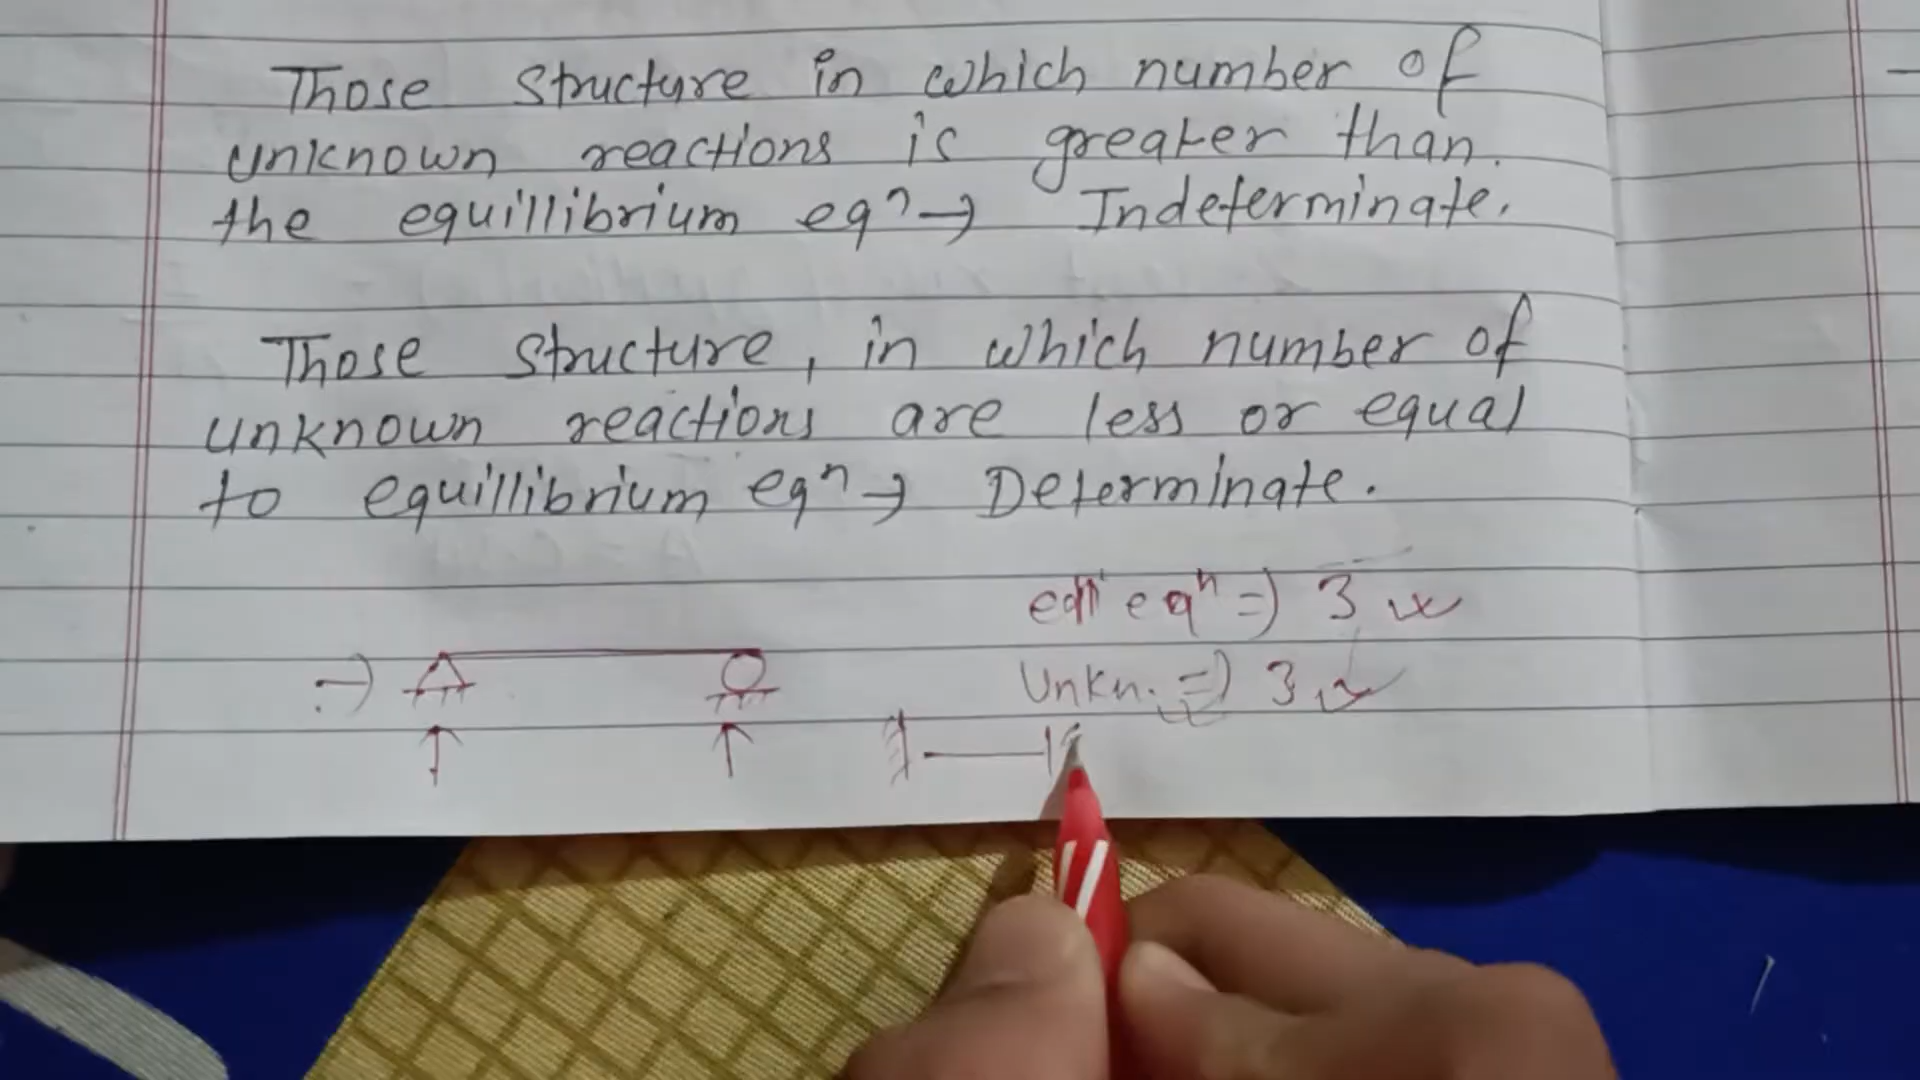 Those structure in which number of
unknown reactions is greater than.
the equillibrium eqⁿ → Indeterminate.
Those structure, in which number of
unknown reactions are less or equal
to equillibrium eqⁿ → Determinate.
eqⁿ => 3 ✓
:→)
Unkn. => 3 ✓